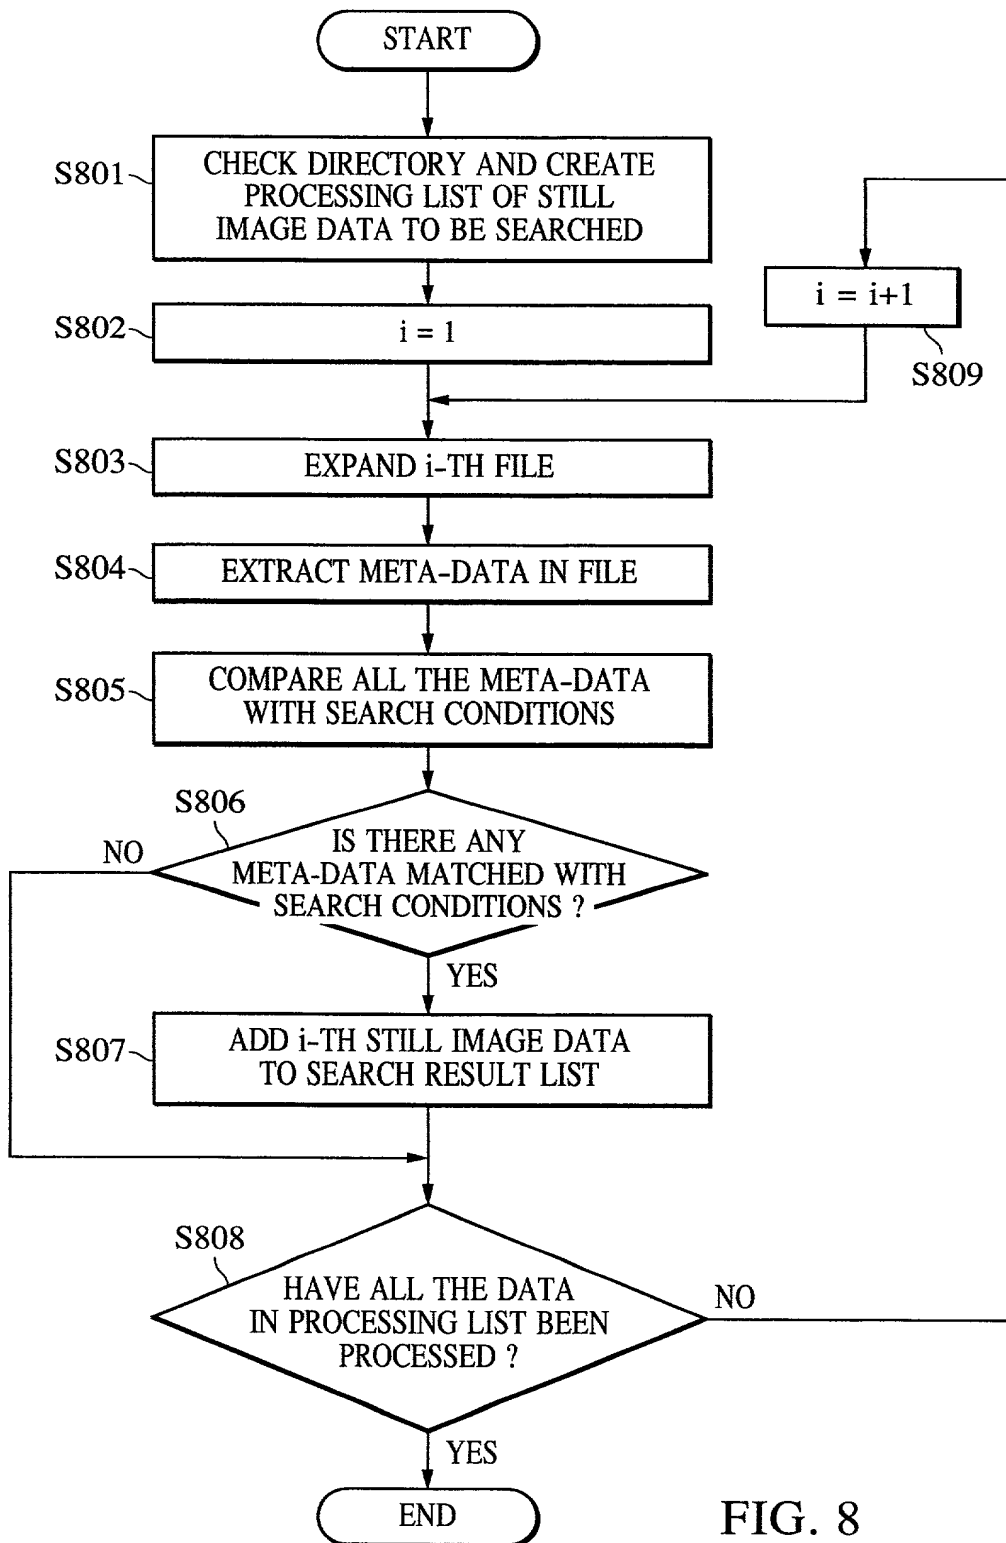 START
S801
CHECK DIRECTORY AND CREATE
PROCESSING LIST OF STILL
IMAGE DATA TO BE SEARCHED
S802
i = 1
i = i+1
S809
S803
EXPAND i-TH FILE
S804
EXTRACT META-DATA IN FILE
S805
COMPARE ALL THE META-DATA
WITH SEARCH CONDITIONS
S806
NO
IS THERE ANY
META-DATA MATCHED WITH
SEARCH CONDITIONS ?
YES
S807
ADD i-TH STILL IMAGE DATA
TO SEARCH RESULT LIST
S808
HAVE ALL THE DATA
IN PROCESSING LIST BEEN
PROCESSED ?
NO
YES
END
FIG. 8